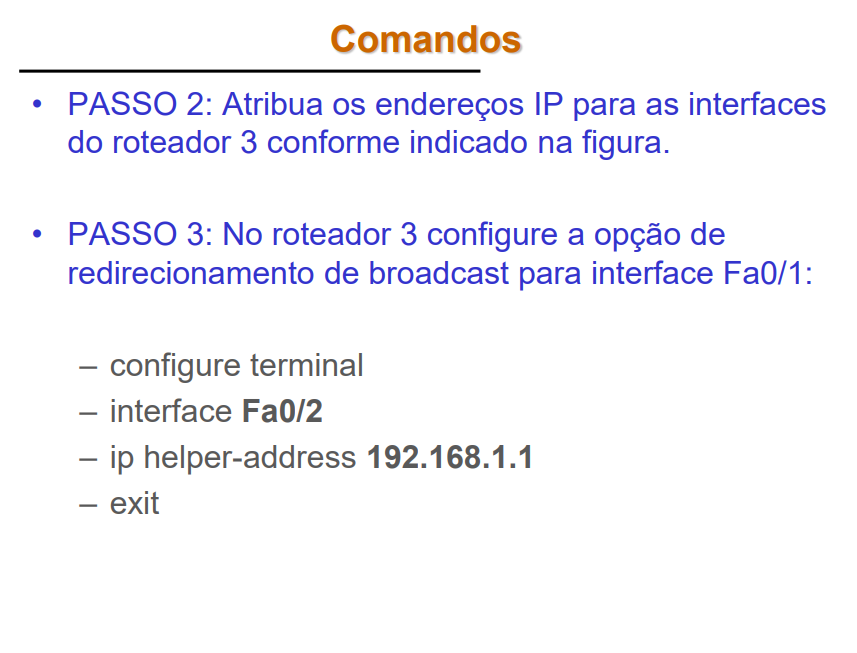 Comandos
• PASSO 2: Atribua os endereços IP para as interfaces
do roteador 3 conforme indicado na figura.
• PASSO 3: No roteador 3 configure a opção de
redirecionamento de broadcast para interface Fa0/1:
– configure terminal
– interface Fa0/2
– ip helper-address 192.168.1.1
– exit